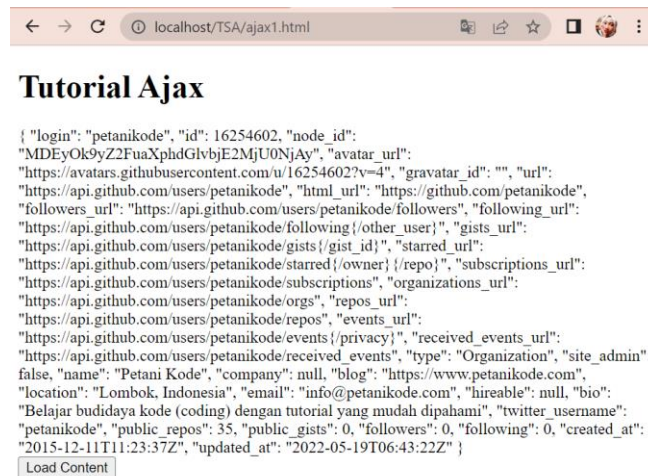 localhost/TSA/ajax1.html
Tutorial Ajax
{ "login": "petanikode", "id": 16254602, "node_id":
"MDEyOk9yZ2FuaXphdGlvbjE2MjU0NjAy", "avatar_url":
"https://avatars.githubusercontent.com/u/16254602?v=4", "gravatar_id": "", "url":
"https://api.github.com/users/petanikode", "html_url": "https://github.com/petanikode",
"followers_url": "https://api.github.com/users/petanikode/followers", "following_url":
"https://api.github.com/users/petanikode/following{/other_user}", "gists_url":
"https://api.github.com/users/petanikode/gists{/gist_id}", "starred_url":
"https://api.github.com/users/petanikode/starred{/owner}{/repo}", "subscriptions_url":
"https://api.github.com/users/petanikode/subscriptions", "organizations_url":
"https://api.github.com/users/petanikode/orgs", "repos_url":
"https://api.github.com/users/petanikode/repos", "events_url":
"https://api.github.com/users/petanikode/events{/privacy}", "received_events_url":
"https://api.github.com/users/petanikode/received_events", "type": "Organization", "site_admin"
false, "name": "Petani Kode", "company": null, "blog": "https://www.petanikode.com",
"location": "Lombok, Indonesia", "email": "info@petanikode.com", "hireable": null, "bio":
"Belajar budidaya kode (coding) dengan tutorial yang mudah dipahami", "twitter_username":
"petanikode", "public_repos": 35, "public_gists": 0, "followers": 0, "following": 0, "created_at":
"2015-12-11T11:23:37Z", "updated_at": "2022-05-19T06:43:22Z" }
Load Content